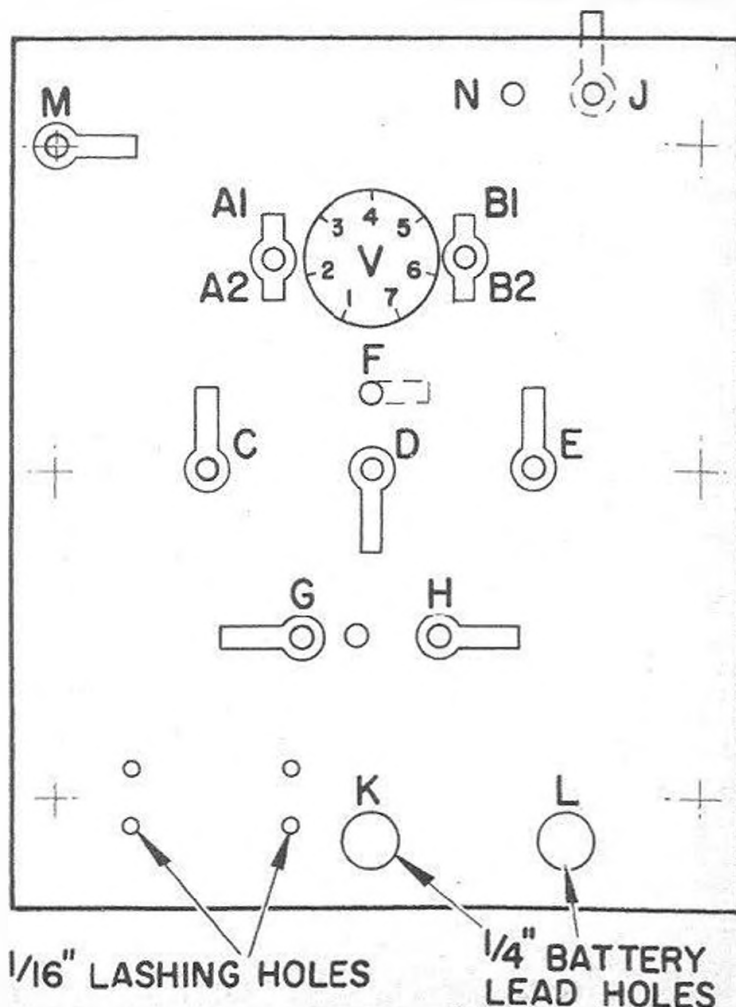 M
N J
A1 B1
3 4 5
2 V 6
A2 B2
1 7
F
C D E
G H
K L
1/16" LASHING HOLES
1/4" BATTERY
LEAD HOLES